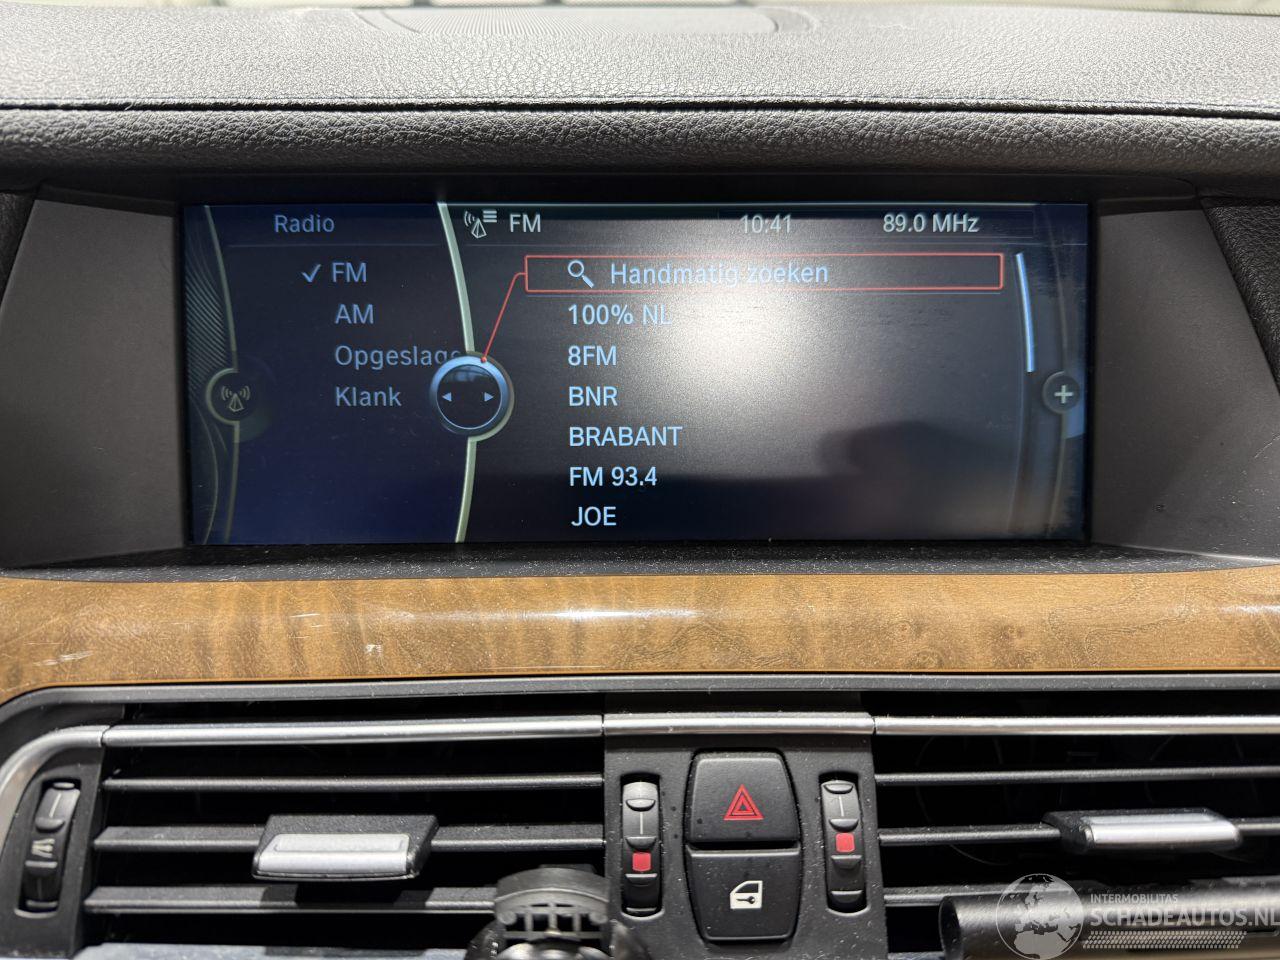 Radio FM 10:41 89.0 MHz
✓ FM
AM
Opgeslage
Klank
Handmatig zoeken
100% NL
8FM
BNR
BRABANT
FM 93.4
JOE
INTERMOBILITAS
SCHADEAUTOS.NL